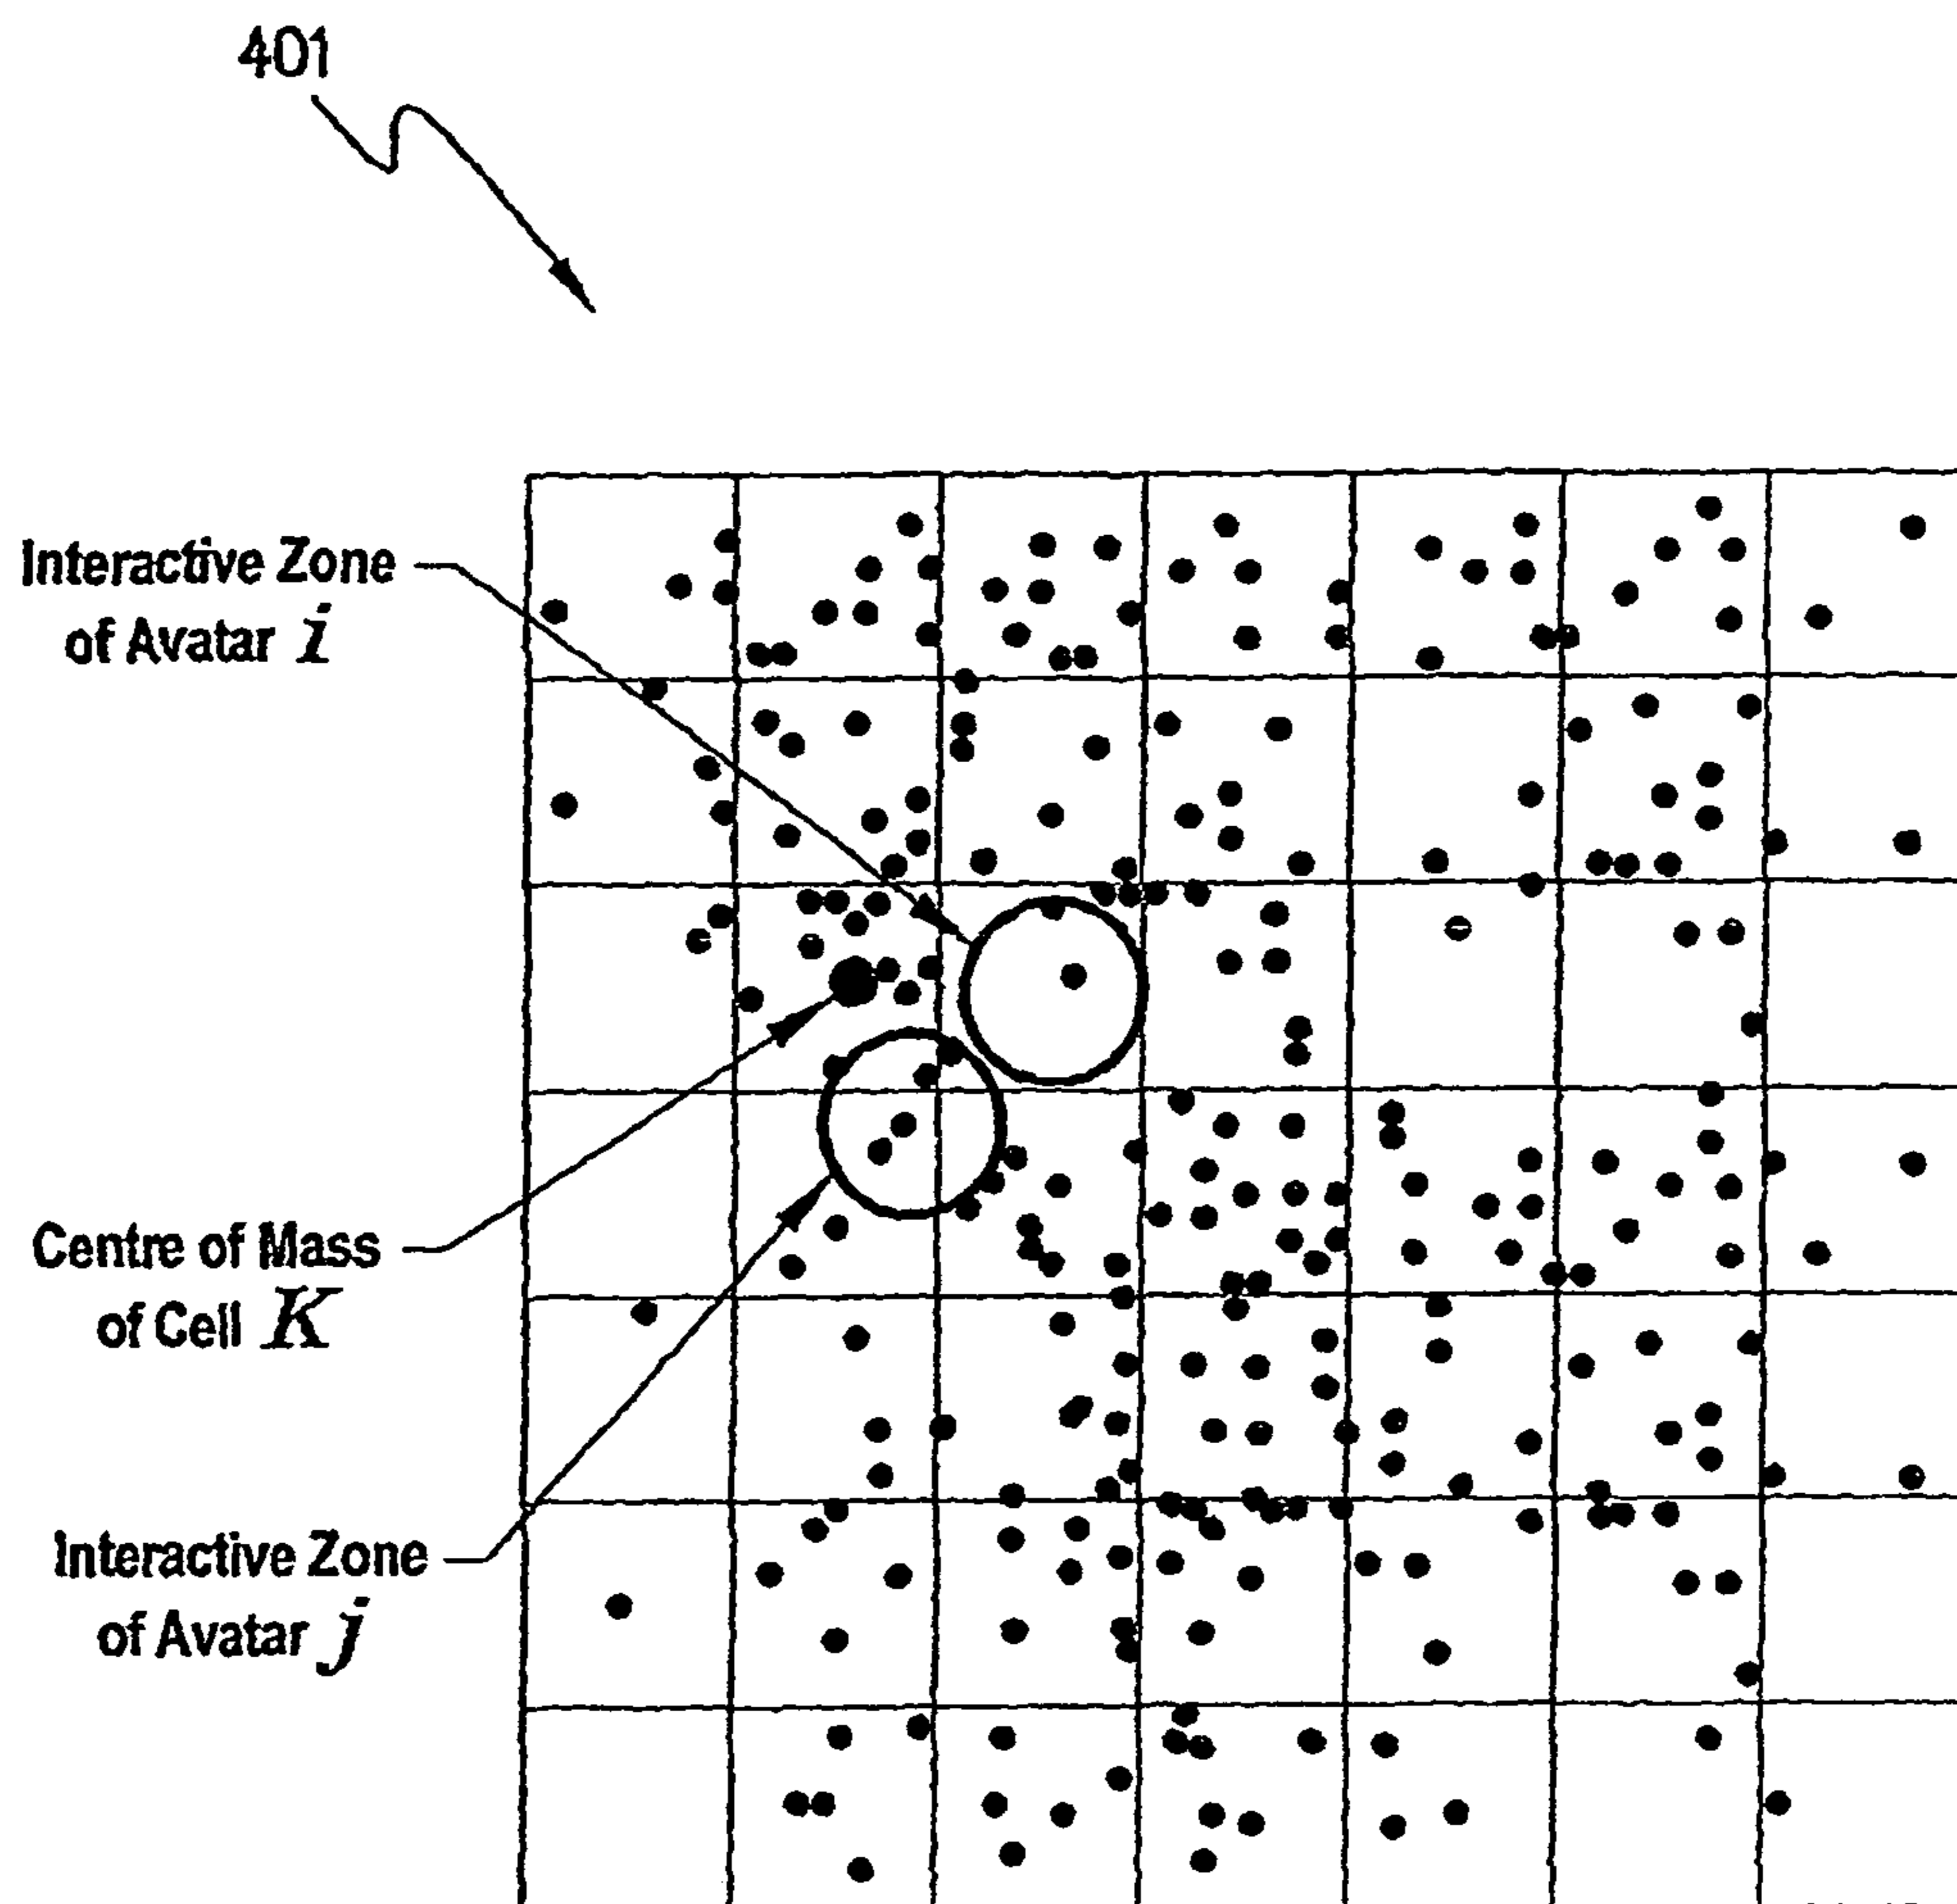 401
Interactive Zone
of Avatar i
Centre of Mass
of Cell K
Interactive Zone
of Avatar j